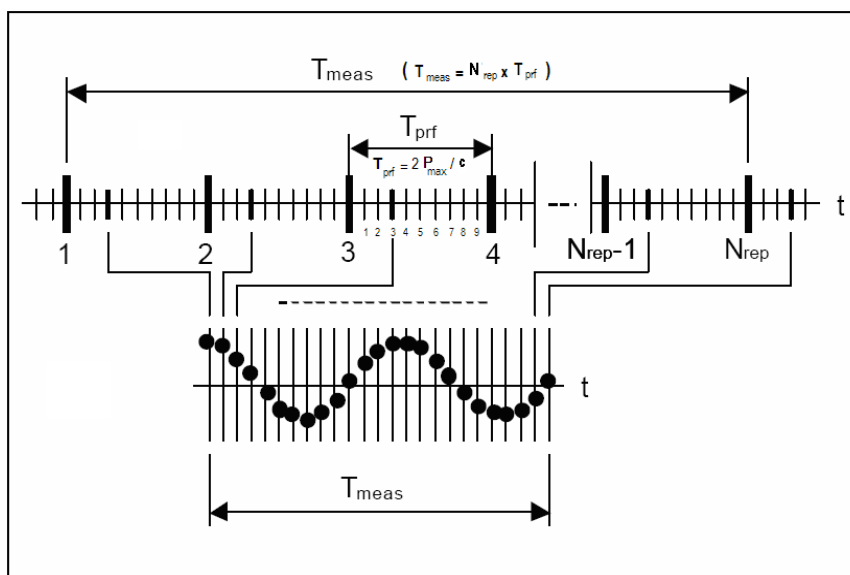 Tmeas ( Tmeas = Nrep x Tprf )
Tprf
Tprf = 2 Pmax / c
t
1 2 3 4 5 6 7 8 9
1 2 3 4 Nrep-1 Nrep
t
Tmeas